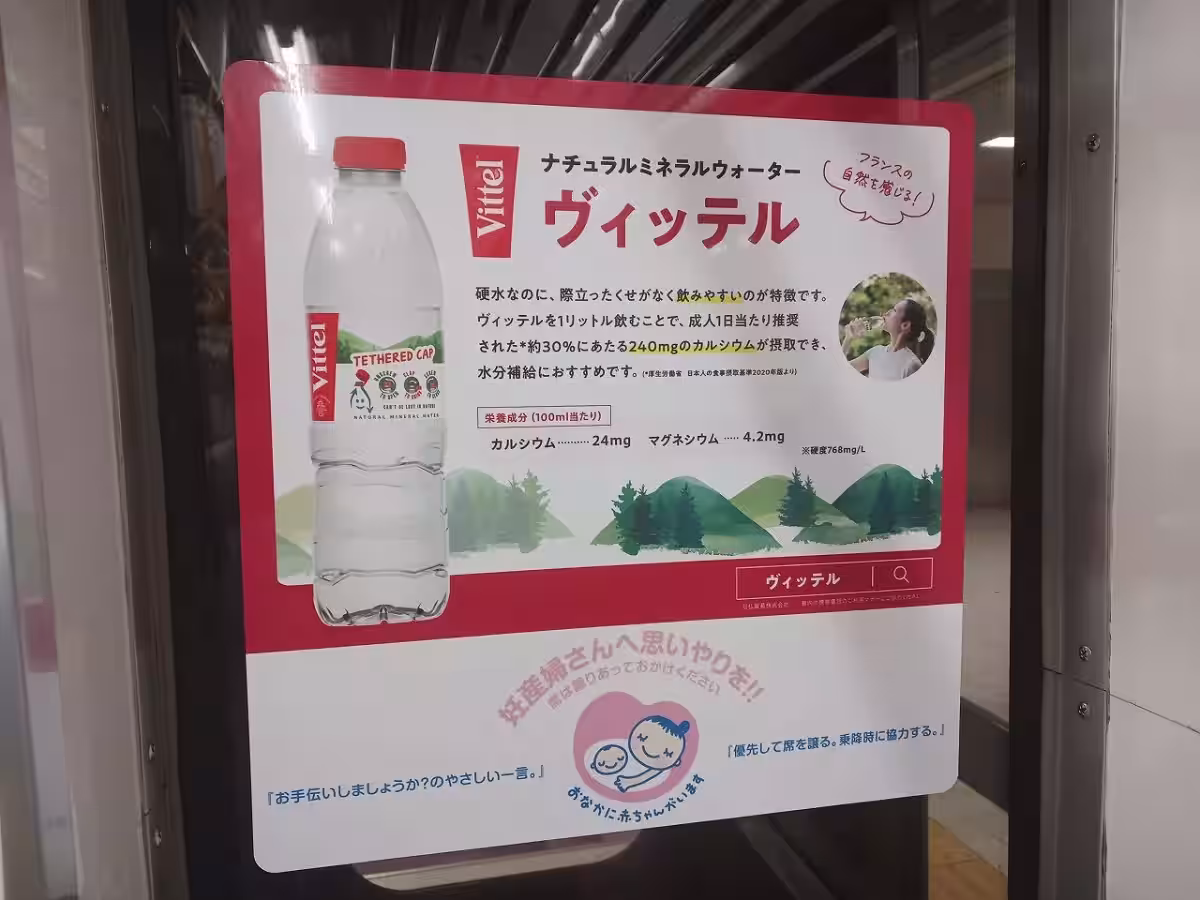 Vittel
ナチュラルミネラルウォーター
ヴィッテル
フランスの
自然を感じる!
硬水なのに、際立ったくせがなく飲みやすいのが特徴です。
ヴィッテルを1リットル飲むことで、成人1日当たり推奨
された*約30%にあたる240mgのカルシウムが摂取でき、
水分補給におすすめです。(*厚生労働省 日本人の食事摂取基準2020年版より)
栄養成分(100ml当たり)
カルシウム‥‥‥‥‥24mg マグネシウム‥‥‥4.2mg
※硬度768mg/L
Vittel
TETHERED CAP
CAN'T BE LOST IN NATURE
NATURAL MINERAL WATER
ヴィッテル
妊産婦さんへ思いやりを!!
席は譲りあっておかけください
『お手伝いしましょうか?のやさしい一言。』
『優先して席を譲る。乗降時に協力する。』
おなかに赤ちゃんがいます